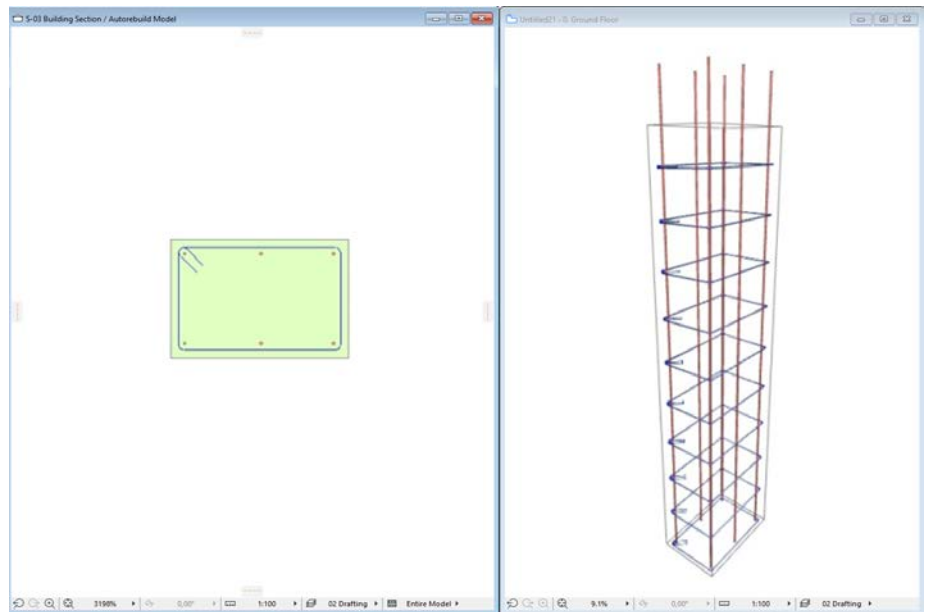 S-03 Building Section / Autorebuild Model
Untitled21 - 0. Ground Floor
3198%
0,00°
1:100
02 Drafting
Entire Model
9.1%
0,00°
1:100
02 Drafting